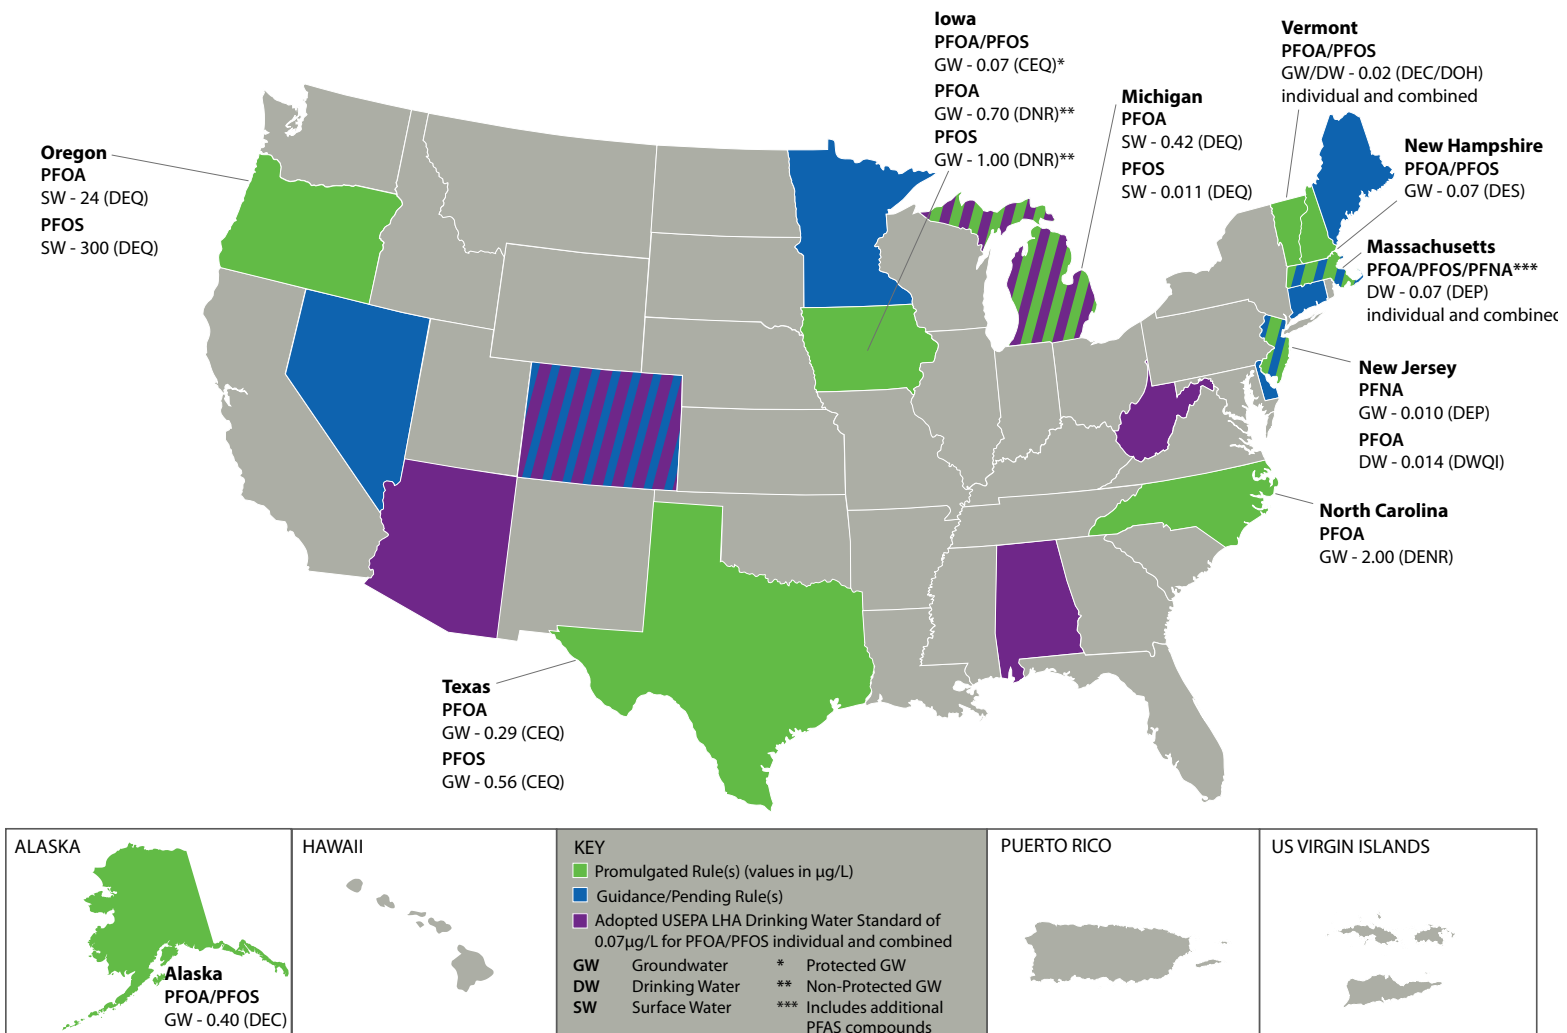 Iowa
PFOA/PFOS
GW - 0.07 (CEQ)*
PFOA
GW - 0.70 (DNR)**
PFOS
GW - 1.00 (DNR)**
Vermont
PFOA/PFOS
GW/DW - 0.02 (DEC/DOH)
individual and combined
Michigan
PFOA
SW - 0.42 (DEQ)
PFOS
SW - 0.011 (DEQ)
New Hampshire
PFOA/PFOS
GW - 0.07 (DES)
Oregon
PFOA
SW - 24 (DEQ)
PFOS
SW - 300 (DEQ)
Massachusetts
PFOA/PFOS/PFNA***
DW - 0.07 (DEP)
individual and combined
New Jersey
PFNA
GW - 0.010 (DEP)
PFOA
DW - 0.014 (DWQI)
North Carolina
PFOA
GW - 2.00 (DENR)
Texas
PFOA
GW - 0.29 (CEQ)
PFOS
GW - 0.56 (CEQ)
ALASKA
Alaska
PFOA/PFOS
GW - 0.40 (DEC)
HAWAII
KEY
Promulgated Rule(s) (values in µg/L)
Guidance/Pending Rule(s)
Adopted USEPA LHA Drinking Water Standard of
0.07µg/L for PFOA/PFOS individual and combined
GW Groundwater * Protected GW
DW Drinking Water ** Non-Protected GW
SW Surface Water *** Includes additional
PFAS compounds
PUERTO RICO
US VIRGIN ISLANDS